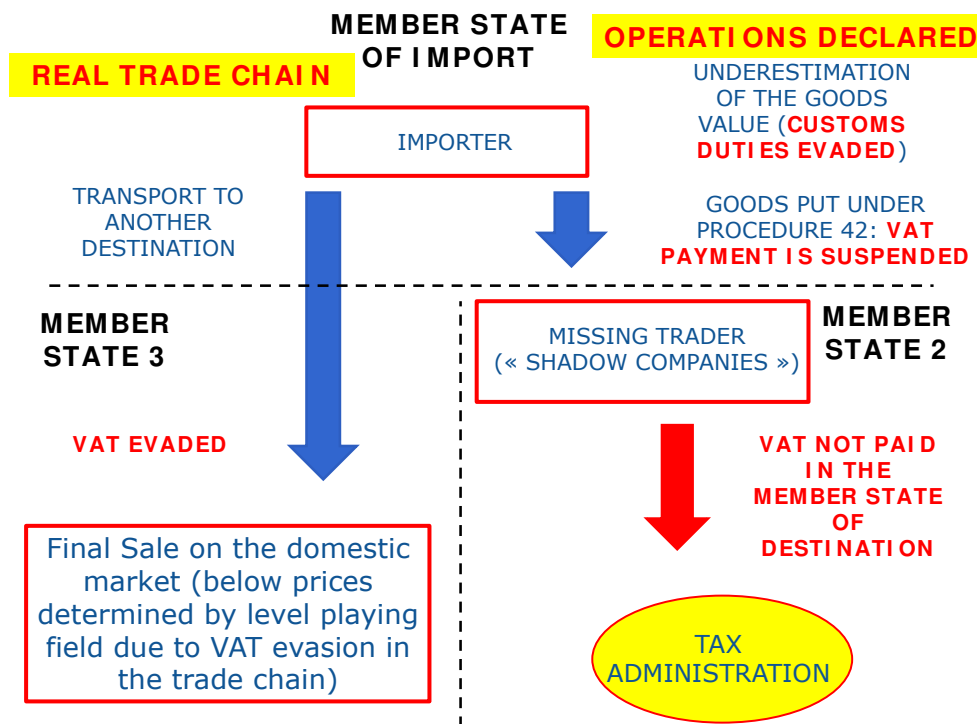 MEMBER STATE
OF IMPORT
OPERATIONS DECLARED
REAL TRADE CHAIN
UNDERESTIMATION
OF THE GOODS
VALUE (CUSTOMS
DUTIES EVADED)
IMPORTER
TRANSPORT TO
ANOTHER
DESTINATION
GOODS PUT UNDER
PROCEDURE 42: VAT
PAYMENT IS SUSPENDED
MEMBER
STATE 3
MISSING TRADER
(« SHADOW COMPANIES »)
MEMBER
STATE 2
VAT EVADED
VAT NOT PAID
IN THE
MEMBER STATE
OF
DESTINATION
Final Sale on the domestic
market (below prices
determined by level playing
field due to VAT evasion in
the trade chain)
TAX
ADMINISTRATION